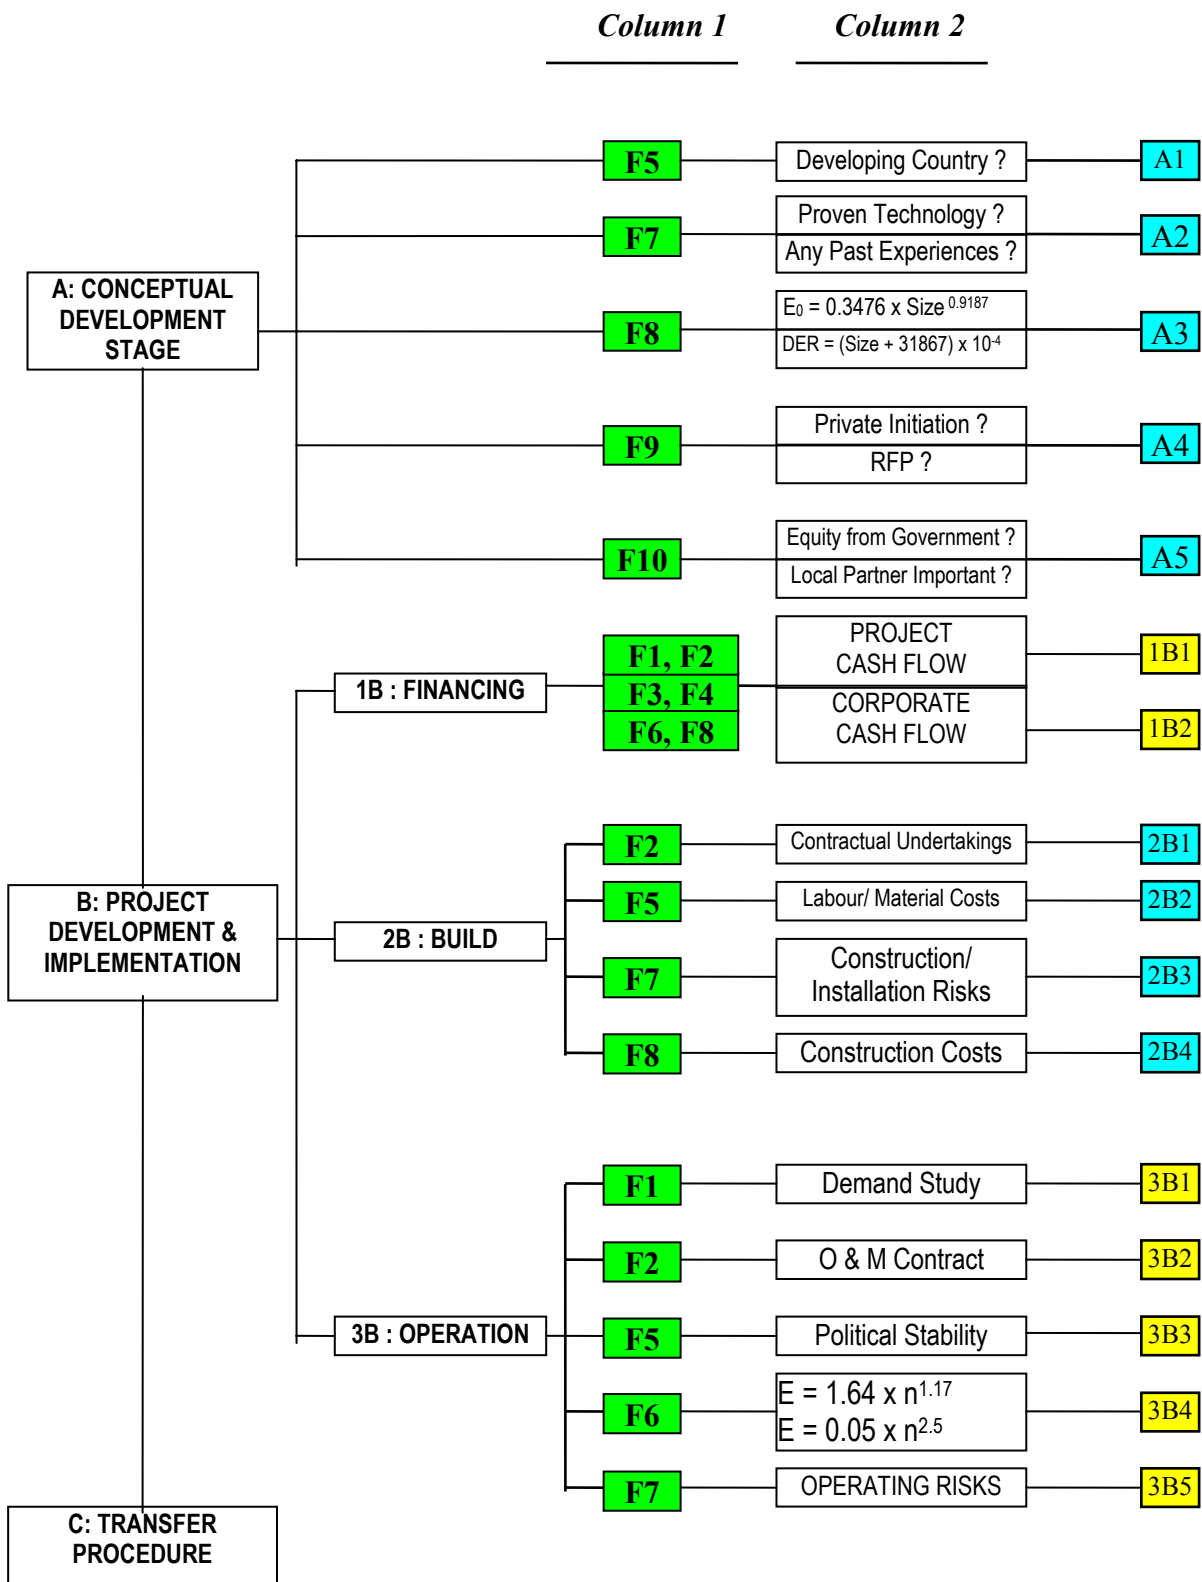 Column 1
Column 2
F5
Developing Country ?
A1
F7
Proven Technology ?
Any Past Experiences ?
A2
A: CONCEPTUAL
DEVELOPMENT
STAGE
F8
E₀ = 0.3476 x Size ^0.9187
DER = (Size + 31867) x 10^-4
A3
F9
Private Initiation ?
RFP ?
A4
F10
Equity from Government ?
Local Partner Important ?
A5
1B : FINANCING
F1, F2
F3, F4
F6, F8
PROJECT
CASH FLOW
CORPORATE
CASH FLOW
1B1
1B2
B: PROJECT
DEVELOPMENT &
IMPLEMENTATION
2B : BUILD
F2
Contractual Undertakings
2B1
F5
Labour/ Material Costs
2B2
F7
Construction/
Installation Risks
2B3
F8
Construction Costs
2B4
3B : OPERATION
F1
Demand Study
3B1
F2
O & M Contract
3B2
F5
Political Stability
3B3
F6
E = 1.64 x n^1.17
E = 0.05 x n^2.5
3B4
F7
OPERATING RISKS
3B5
C: TRANSFER
PROCEDURE